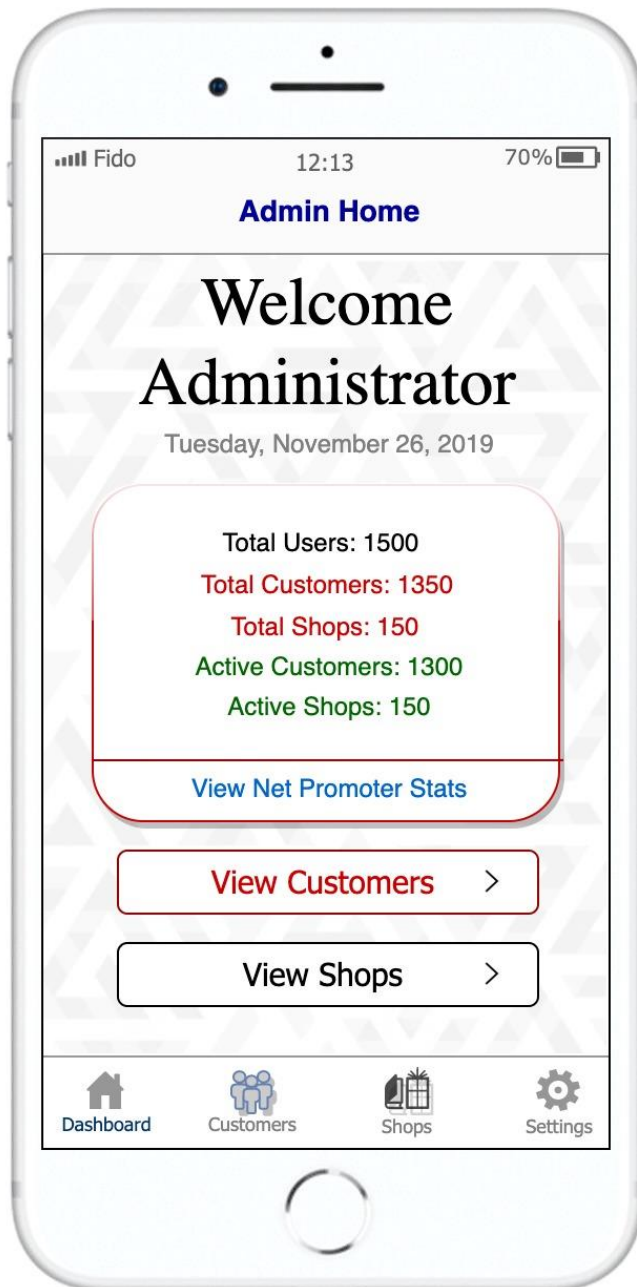 Fido 12:13 70%
Admin Home
Welcome
Administrator
Tuesday, November 26, 2019
Total Users: 1500
Total Customers: 1350
Total Shops: 150
Active Customers: 1300
Active Shops: 150
View Net Promoter Stats
View Customers
View Shops
Dashboard Customers Shops Settings